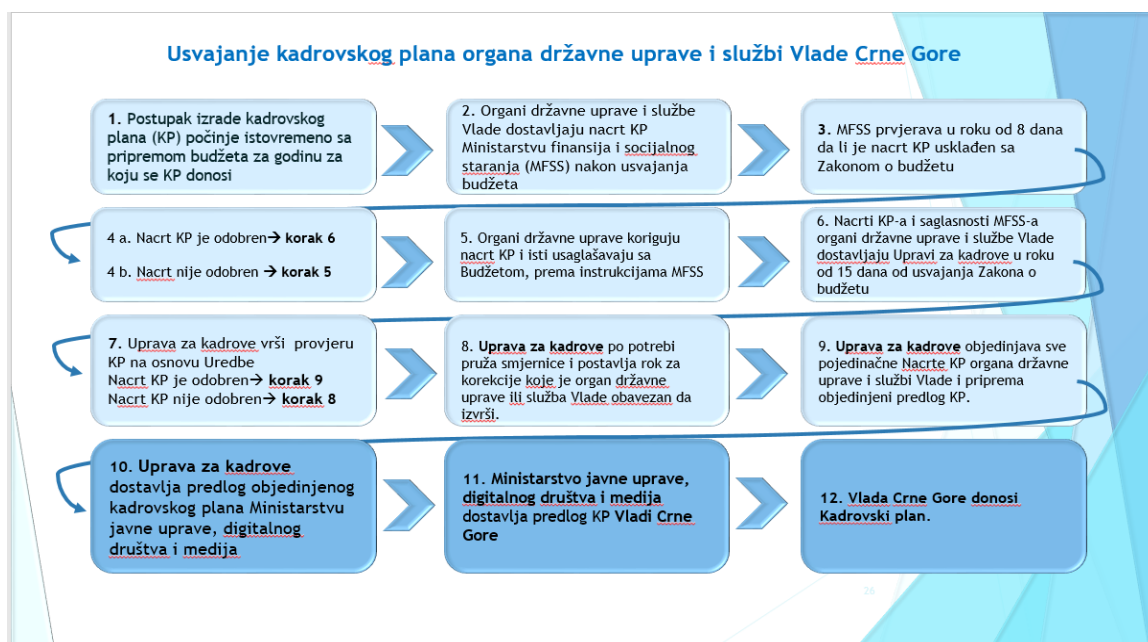 Usvajanje kadrovskog plana organa državne uprave i službi Vlade Crne Gore
1. Postupak izrade kadrovskog
plana (KP) počinje istovremeno sa
pripremom budžeta za godinu za
koju se KP donosi
2. Organi državne uprave i službe
Vlade dostavljaju nacrt KP
Ministarstvu finansija i socijalnog
staranja (MFSS) nakon usvajanja
budžeta
3. MFSS prvjerava u roku od 8 dana
da li je nacrt KP usklađen sa
Zakonom o budžetu
4 a. Nacrt KP je odobren→ korak 6
4 b. Nacrt nije odobren → korak 5
5. Organi državne uprave koriguju
nacrt KP i isti usaglašavaju sa
Budžetom, prema instrukcijama MFSS
6. Nacrti KP-a i saglasnosti MFSS-a
organi državne uprave i službe Vlade
dostavljaju Upravi za kadrove u roku
od 15 dana od usvajanja Zakona o
budžetu
7. Uprava za kadrove vrši provjeru
KP na osnovu Uredbe
Nacrt KP je odobren→ korak 9
Nacrt KP nije odobren→ korak 8
8. Uprava za kadrove po potrebi
pruža smjernice i postavlja rok za
korekcije koje je organ državne
uprave ili služba Vlade obavezan da
izvrši.
9. Uprava za kadrove objedinjava sve
pojedinačne Nacrte KP organa državne
uprave i službi Vlade i priprema
objedinjeni predlog KP.
10. Uprava za kadrove
dostavlja predlog objedinjenog
kadrovskog plana Ministarstvu
javne uprave, digitalnog
društva i medija
11. Ministarstvo javne uprave,
digitalnog društva i medija
dostavlja predlog KP Vladi Crne
Gore
12. Vlada Crne Gore donosi
Kadrovski plan.
26